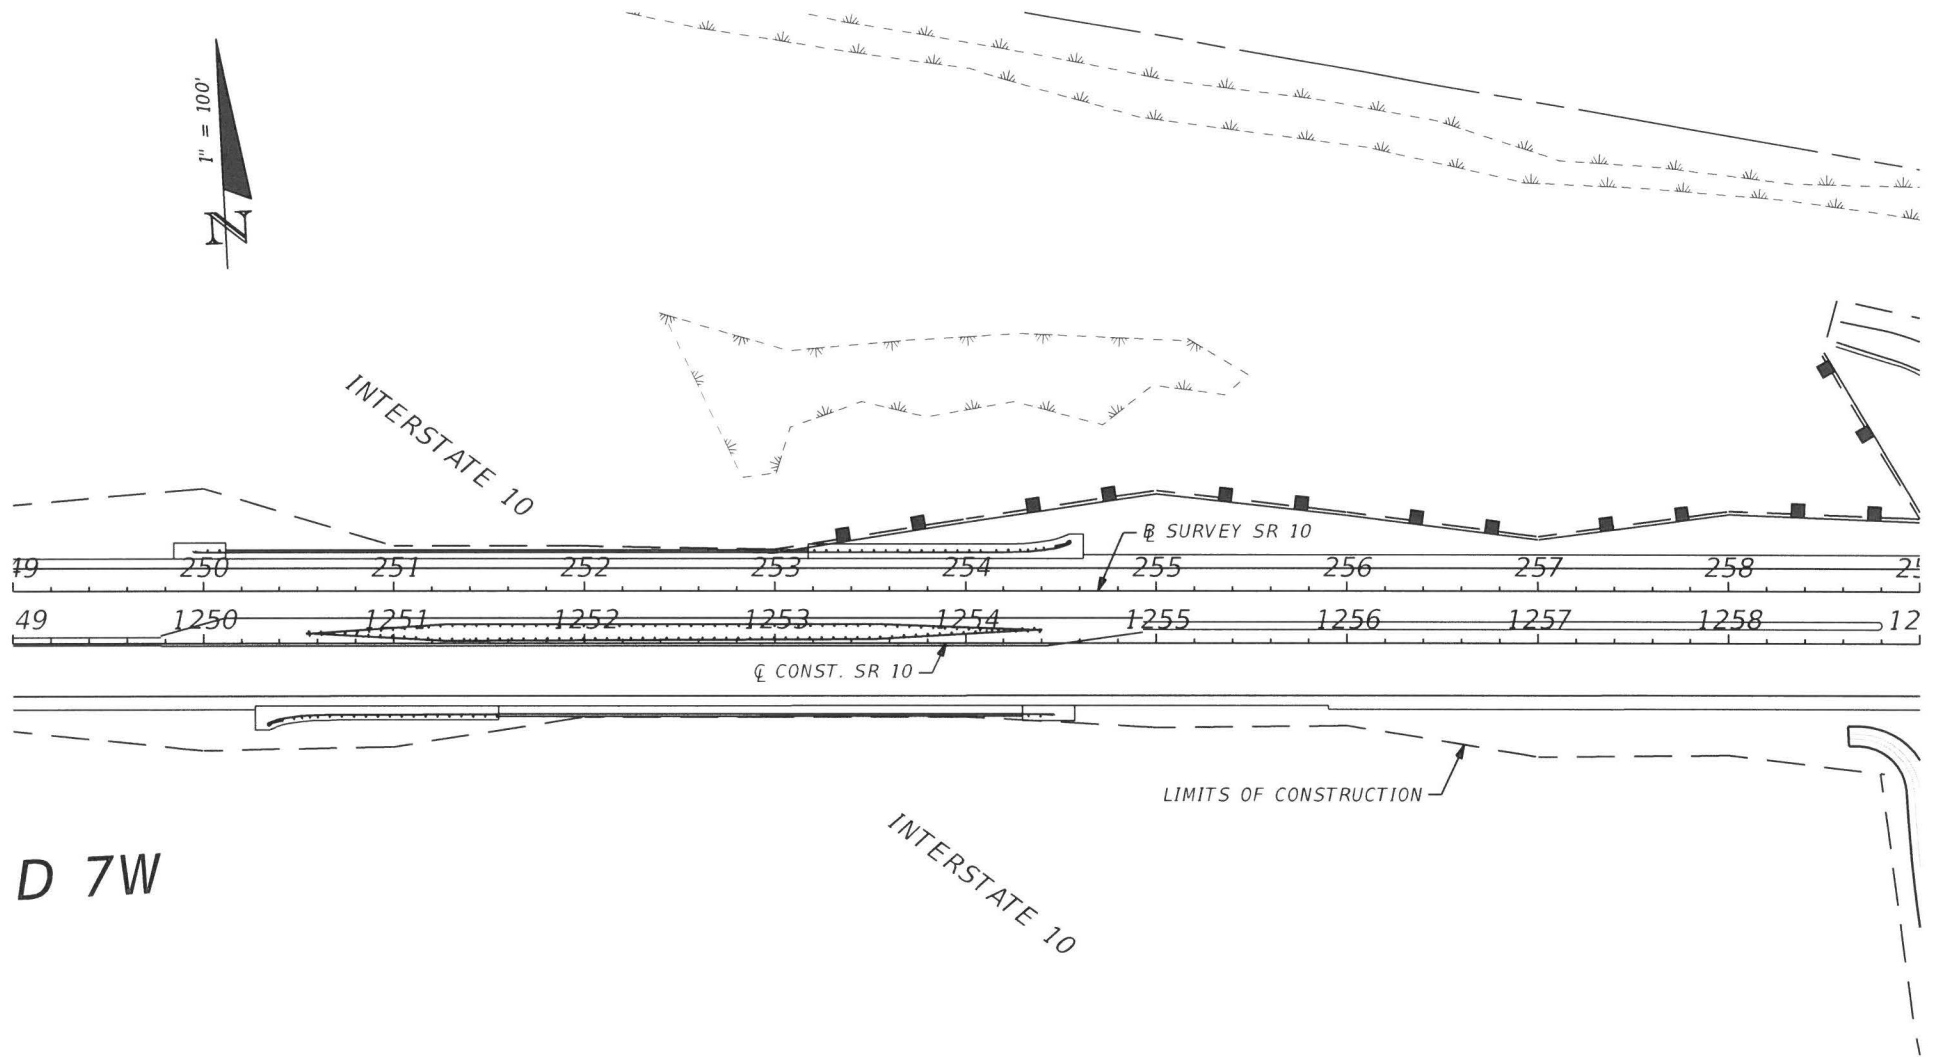 1" = 100'
N
INTERSTATE 10
℄ SURVEY SR 10
250 251 252 253 254 255 256 257 258
49 1250 1251 1252 1253 1254 1255 1256 1257 1258 12
℄ CONST. SR 10
LIMITS OF CONSTRUCTION
INTERSTATE 10
D 7W